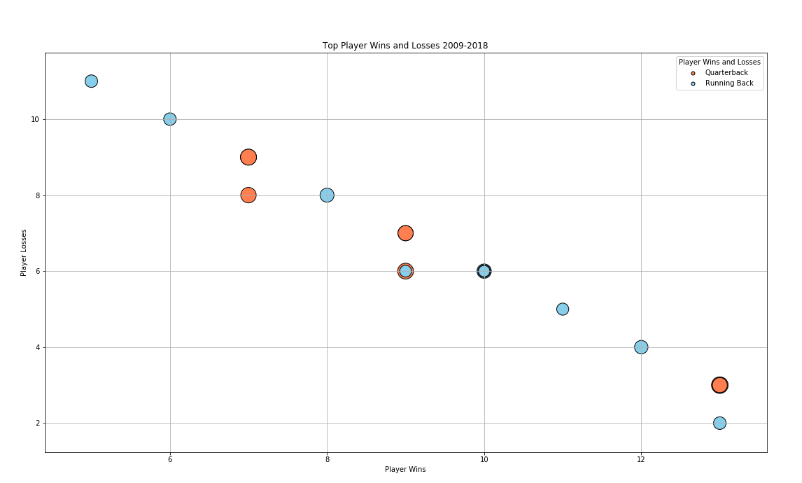 Top Player Wins and Losses 2009-2018
Player Wins and Losses
Quarterback
Running Back
10
8
6
4
2
Player Losses
6
8
10
12
Player Wins